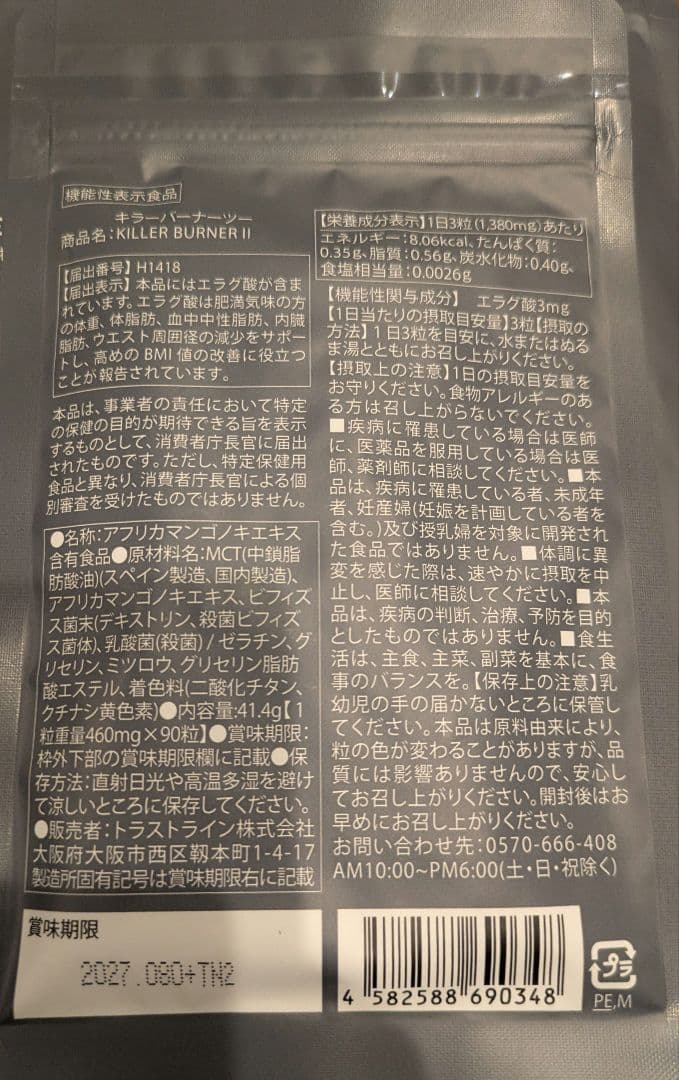 機能性表示食品
キラーバーナーツー
商品名:KILLER BURNER II
【届出番号】H1418
【届出表示】本品にはエラグ酸が含ま
れています。エラグ酸は肥満気味の方
の体重、体脂肪、血中中性脂肪、内臓
脂肪、ウエスト周囲径の減少をサポー
トし、高めのBMI値の改善に役立つ
ことが報告されています。
本品は、事業者の責任において特定
の保健の目的が期待できる旨を表示
するものとして、消費者庁長官に届出
されたものです。ただし、特定保健用
食品と異なり、消費者庁長官による個
別審査を受けたものではありません。
●名称:アフリカマンゴノキエキス
含有食品●原材料名:MCT(中鎖脂
肪酸油)(スペイン製造、国内製造)、
アフリカマンゴノキエキス、ビフィズ
ス菌末(デキストリン、殺菌ビフィズ
ス菌体)、乳酸菌(殺菌)/ゼラチン、グ
リセリン、ミツロウ、グリセリン脂肪
酸エステル、着色料(二酸化チタン、
クチナシ黄色素)●内容量:41.4g【1
粒重量460mg×90粒】●賞味期限:
枠外下部の賞味期限欄に記載●保
存方法:直射日光や高温多湿を避け
て涼しいところに保存してください。
●販売者:トラストライン株式会社
大阪府大阪市西区靱本町1-4-17
製造所固有記号は賞味期限右に記載
【栄養成分表示】1日3粒(1,380mg)あたり
エネルギー:8.06kcal、たんぱく質:
0.35g、脂質:0.56g、炭水化物:0.40g、
食塩相当量:0.0026g
【機能性関与成分】 エラグ酸3mg
【1日当たりの摂取目安量】3粒【摂取の
方法】1日3粒を目安に、水またはぬる
ま湯とともにお召し上がりください。
【摂取上の注意】1日の摂取目安量を
お守りください。食物アレルギーのあ
る方は召し上がらないでください。
■疾病に罹患している場合は医師
に、医薬品を服用している場合は医
師、薬剤師に相談してください。■本
品は、疾病に罹患している者、未成年
者、妊産婦(妊娠を計画している者を
含む。)及び授乳婦を対象に開発され
た食品ではありません。■体調に異
変を感じた際は、速やかに摂取を中
止し、医師に相談してください。■本
品は、疾病の判断、治療、予防を目的
としたものではありません。■食生
活は、主食、主菜、副菜を基本に、食
事のバランスを。【保存上の注意】乳
幼児の手の届かないところに保管し
てください。本品は原料由来により、
粒の色が変わることがありますが、品
質には影響ありませんので、安心し
てお召し上がりください。開封後はお
早めにお召し上がりください。
お問い合わせ先:0570-666-408
AM10:00~PM6:00(土・日・祝除く)
賞味期限
2027.080+TN2
4 582588 690348
プラ
PE,M